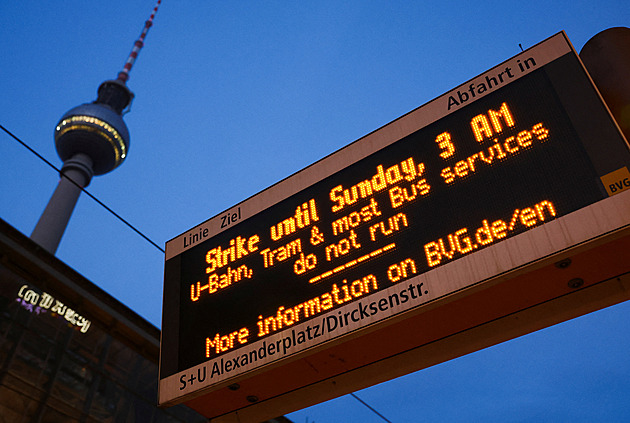 Linie Ziel Abfahrt in
Strike until Sunday, 3 AM
U-Bahn, Tram & most Bus services
do not run
--------
More information on BVG.de/en
BVG
S+U Alexanderplatz/Dircksenstr.